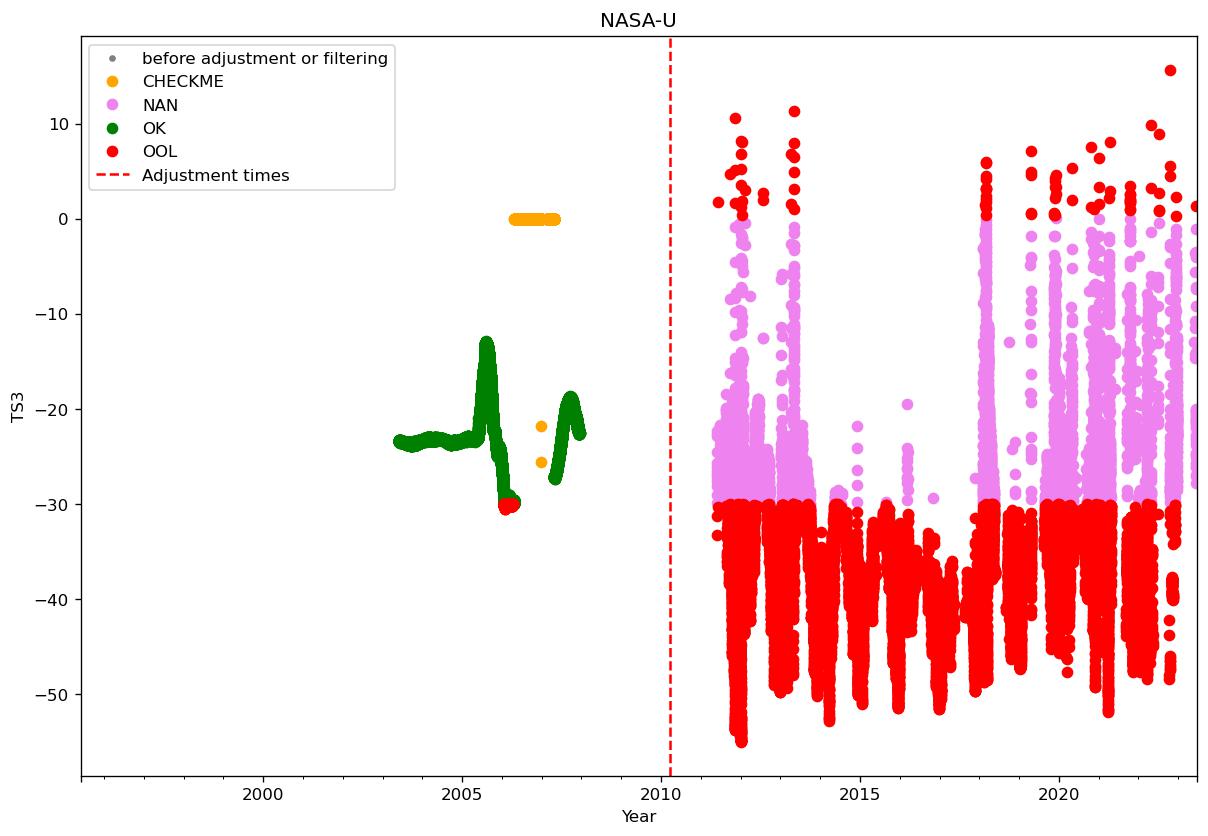 NASA-U
before adjustment or filtering
CHECKME
NAN
OK
OOL
Adjustment times
10
0
−10
−20
−30
−40
−50
TS3
2000 2005 2010 2015 2020
Year